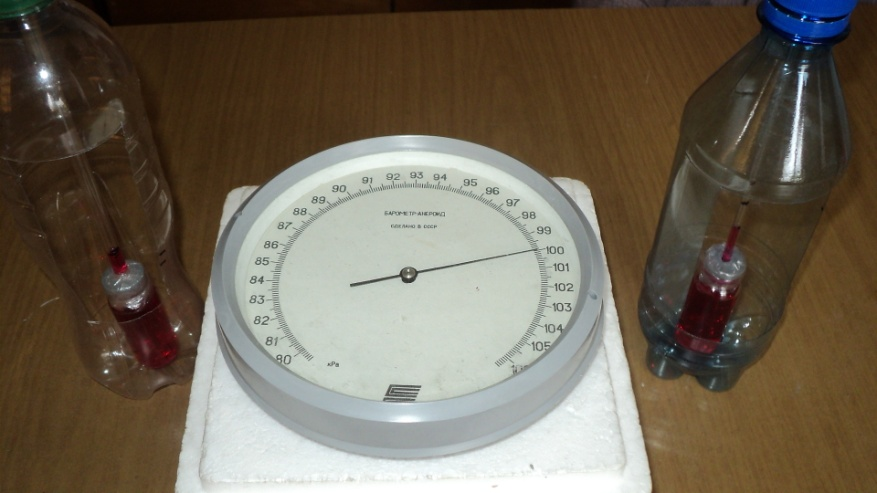 80 81 82 83 84 85 86 87 88 89 90 91 92 93 94 95 96 97 98 99 100 101 102 103 104 105
БАРОМЕТР-АНЕРОИД
СДЕЛАНО В СССР
кРа